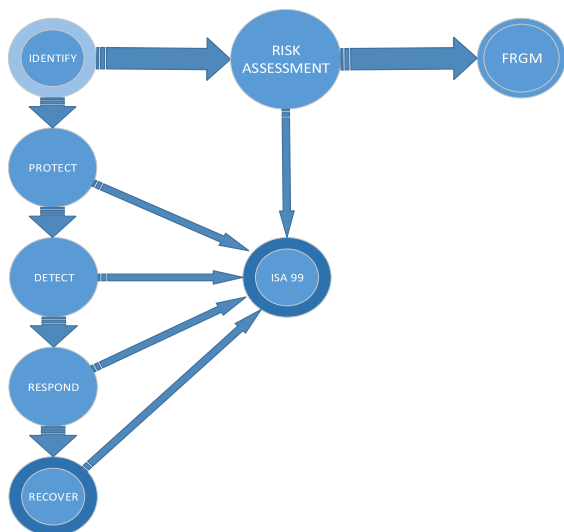 IDENTIFY
RISK
ASSESSMENT
FRGM
PROTECT
DETECT
ISA 99
RESPOND
RECOVER